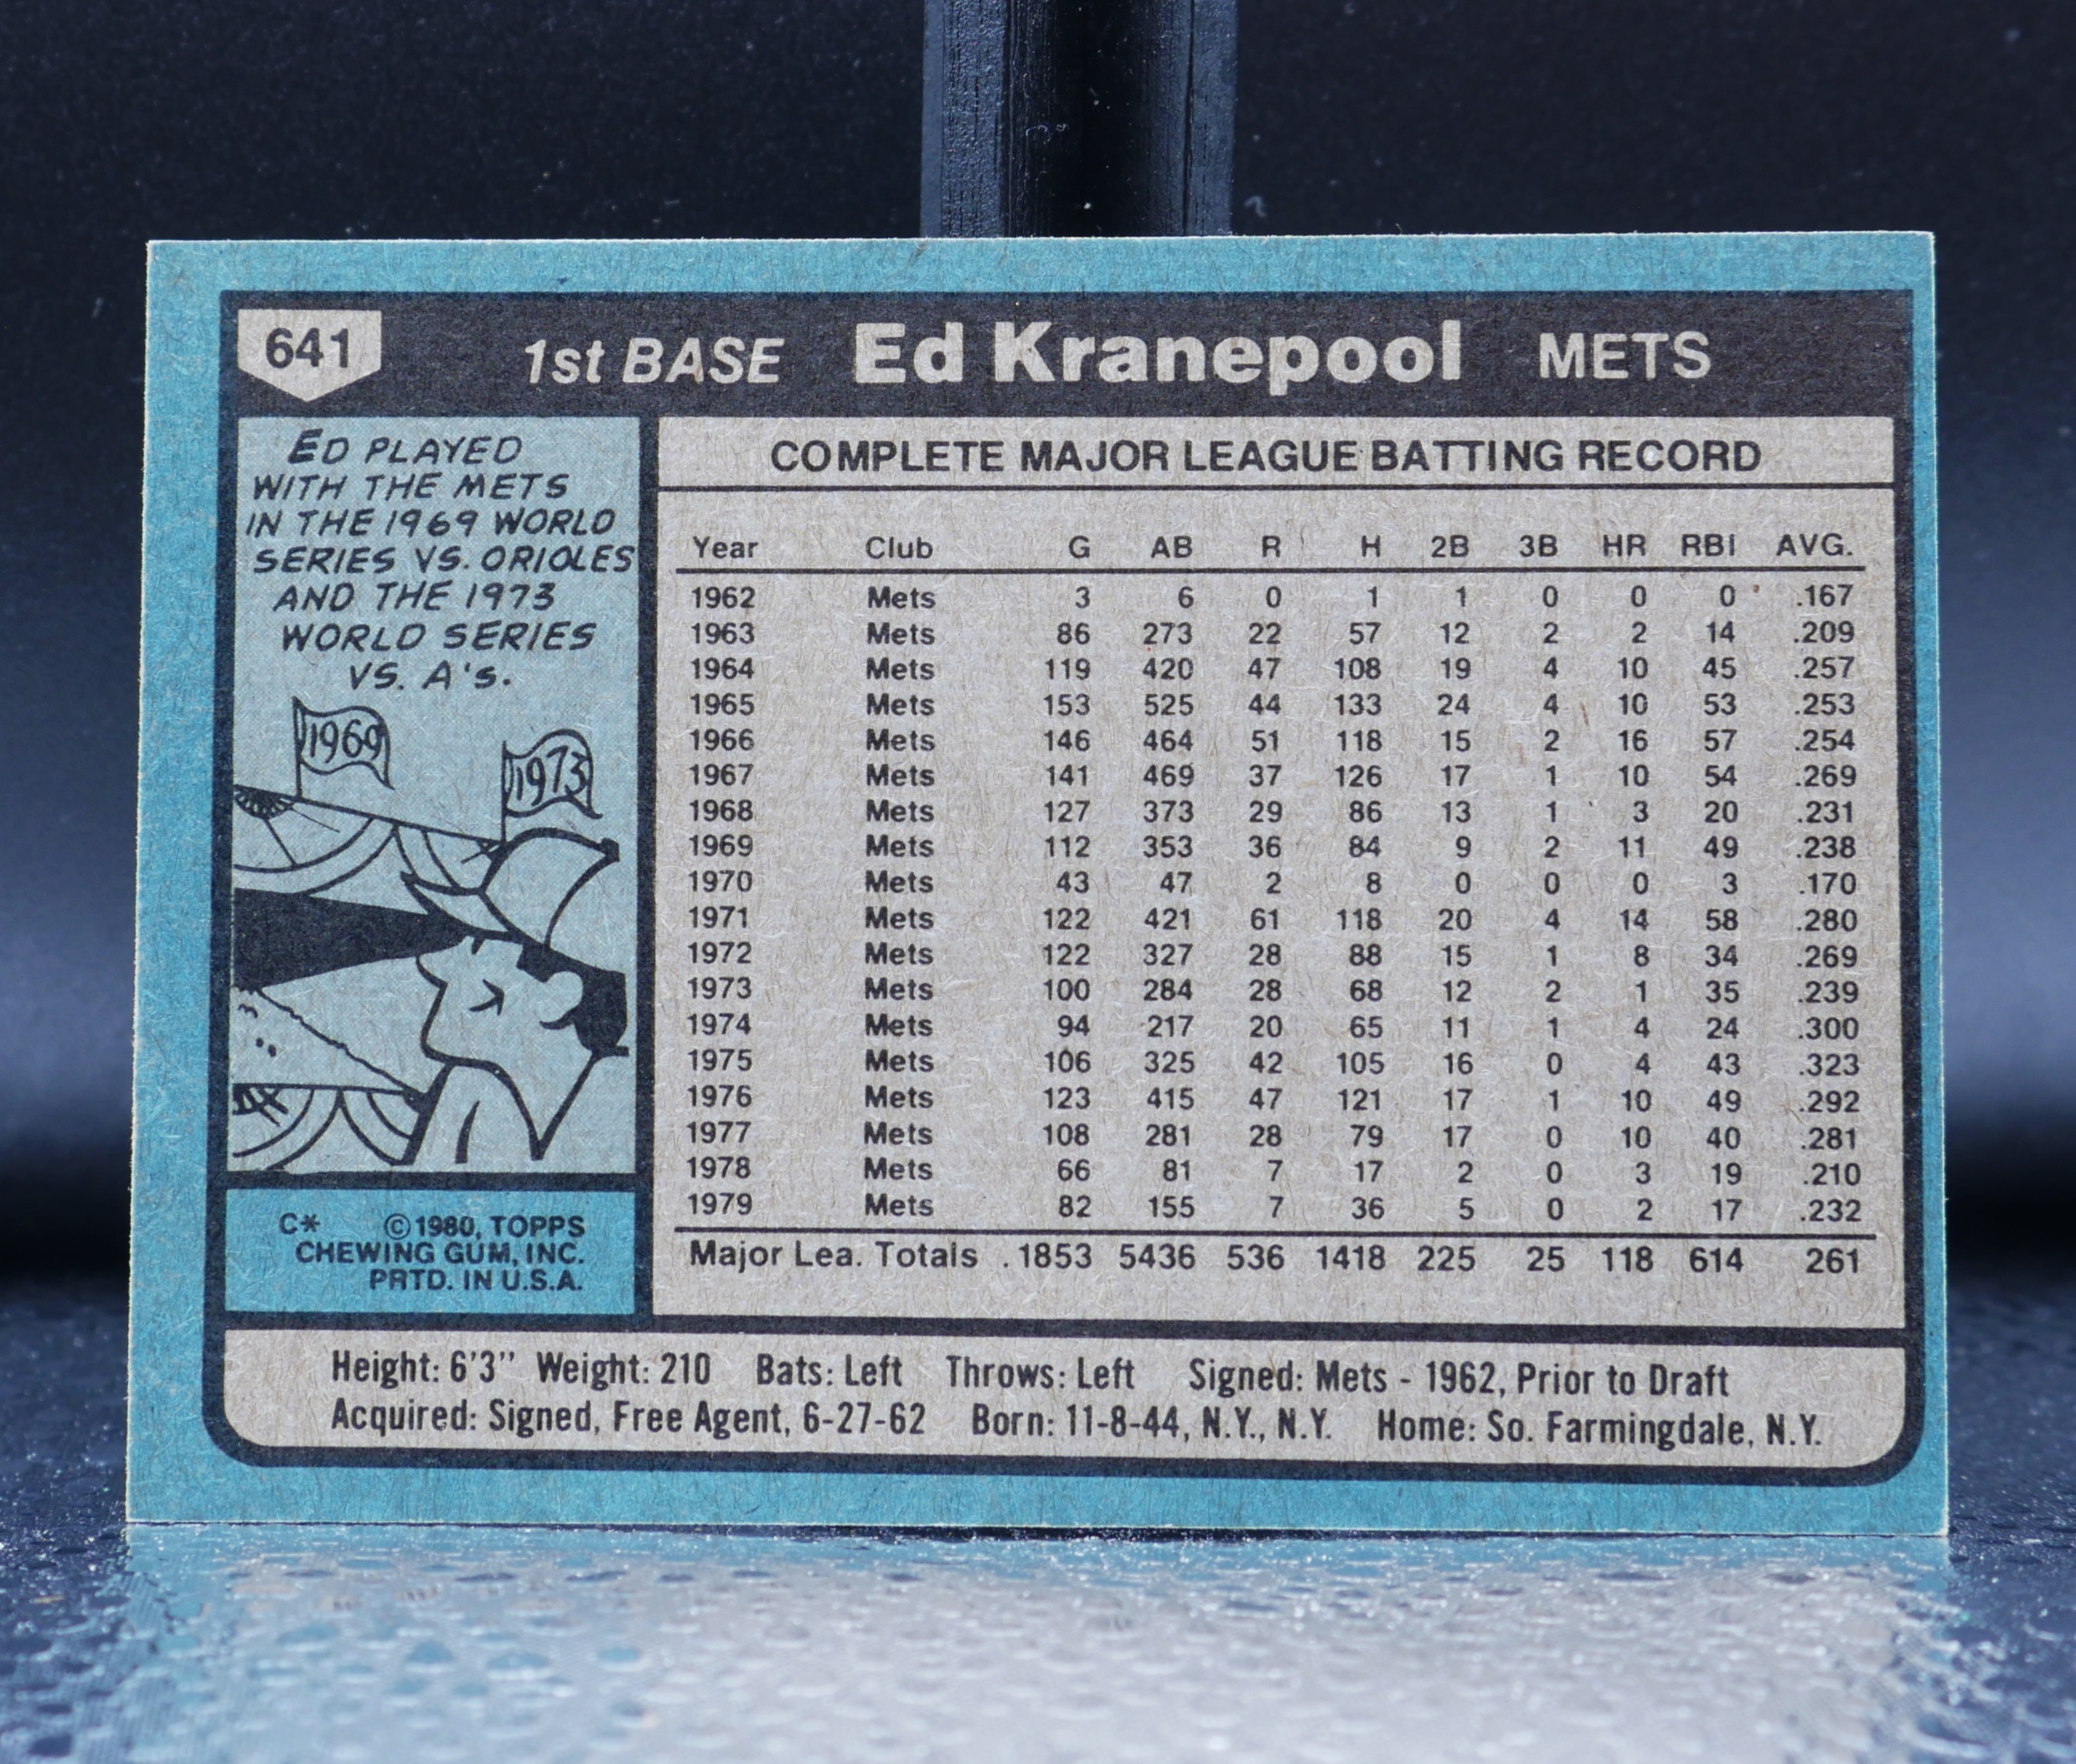 641 1st BASE Ed Kranepool METS
ED PLAYED
WITH THE METS
IN THE 1969 WORLD
SERIES VS. ORIOLES
AND THE 1973
WORLD SERIES
VS. A'S.
1969
1973
C* © 1980, TOPPS
CHEWING GUM, INC.
PRTD. IN U.S.A.
COMPLETE MAJOR LEAGUE BATTING RECORD
Year Club G AB R H 2B 3B HR RBI AVG.
1962 Mets 3 6 0 1 1 0 0 0 .167
1963 Mets 86 273 22 57 12 2 2 14 .209
1964 Mets 119 420 47 108 19 4 10 45 .257
1965 Mets 153 525 44 133 24 4 10 53 .253
1966 Mets 146 464 51 118 15 2 16 57 .254
1967 Mets 141 469 37 126 17 1 10 54 .269
1968 Mets 127 373 29 86 13 1 3 20 .231
1969 Mets 112 353 36 84 9 2 11 49 .238
1970 Mets 43 47 2 8 0 0 0 3 .170
1971 Mets 122 421 61 118 20 4 14 58 .280
1972 Mets 122 327 28 88 15 1 8 34 .269
1973 Mets 100 284 28 68 12 2 1 35 .239
1974 Mets 94 217 20 65 11 1 4 24 .300
1975 Mets 106 325 42 105 16 0 4 43 .323
1976 Mets 123 415 47 121 17 1 10 49 .292
1977 Mets 108 281 28 79 17 0 10 40 .281
1978 Mets 66 81 7 17 2 0 3 19 .210
1979 Mets 82 155 7 36 5 0 2 17 .232
Major Lea. Totals . 1853 5436 536 1418 225 25 118 614 261
Height: 6'3" Weight: 210 Bats: Left Throws: Left Signed: Mets - 1962, Prior to Draft
Acquired: Signed, Free Agent, 6-27-62 Born: 11-8-44, N.Y., N.Y. Home: So. Farmingdale, N.Y.